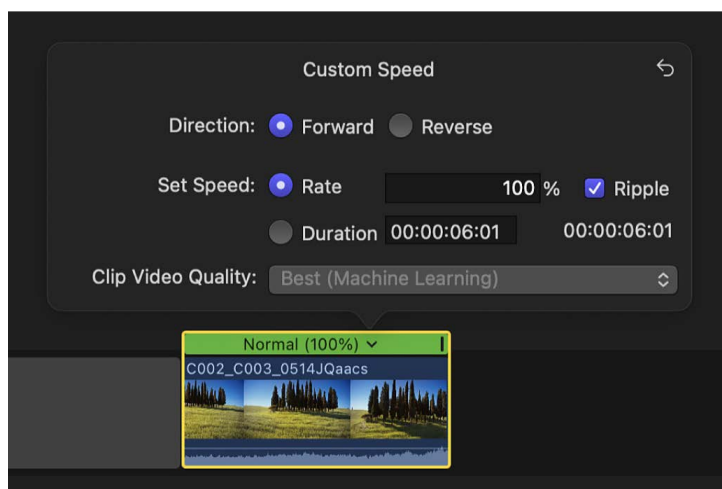 Custom Speed
Direction: Forward Reverse
Set Speed: Rate 100 % Ripple
Duration 00:00:06:01 00:00:06:01
Clip Video Quality: Best (Machine Learning)
Normal (100%)
C002_C003_0514JQaacs